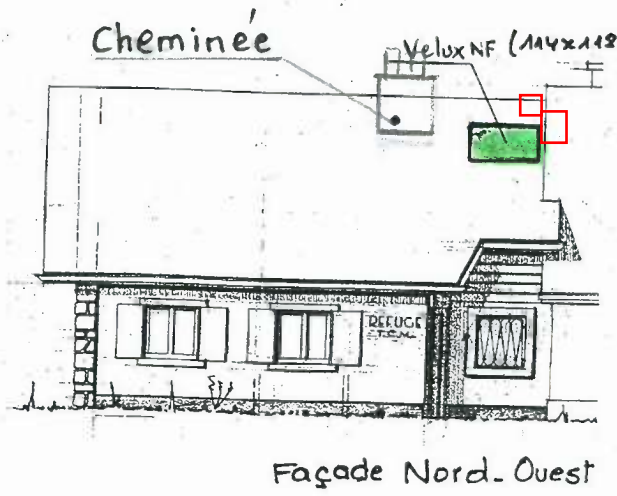 Cheminée
Velux NF (114x118
REFUGE
T.C.M.
Façade Nord-Ouest